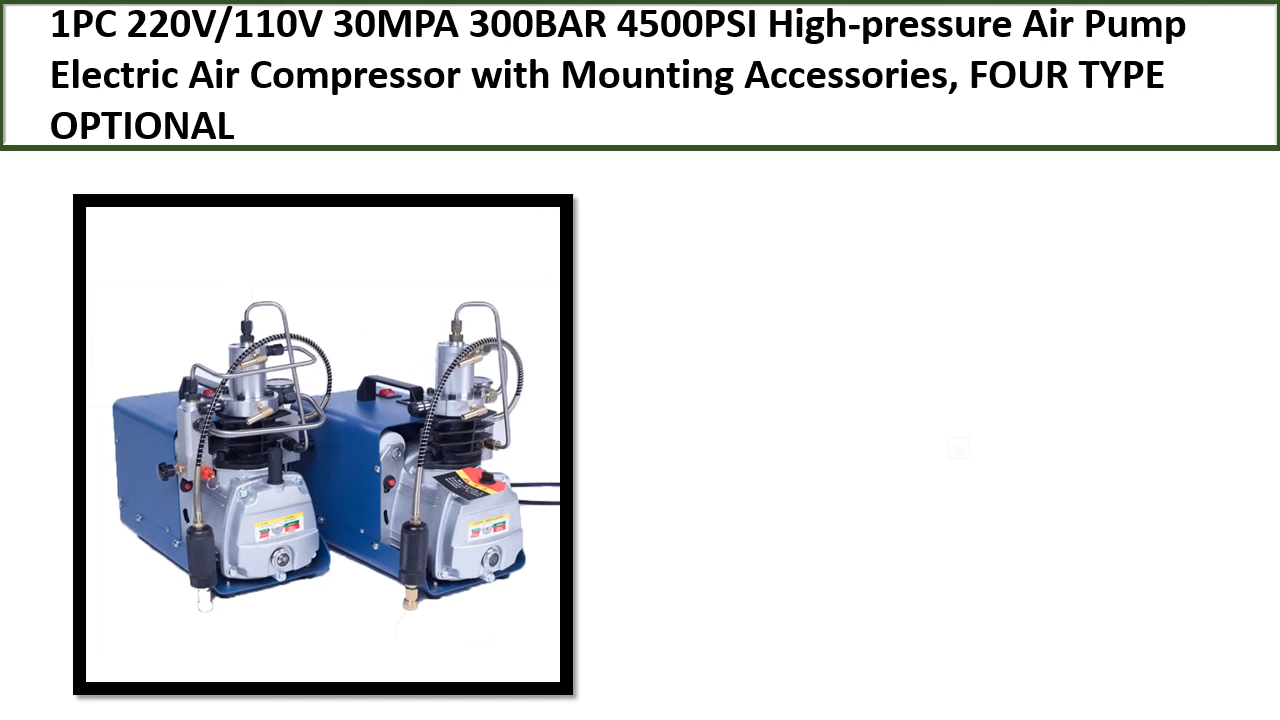 1PC 220V/110V 30MPA 300BAR 4500PSI High-pressure Air Pump
Electric Air Compressor with Mounting Accessories, FOUR TYPE
OPTIONAL